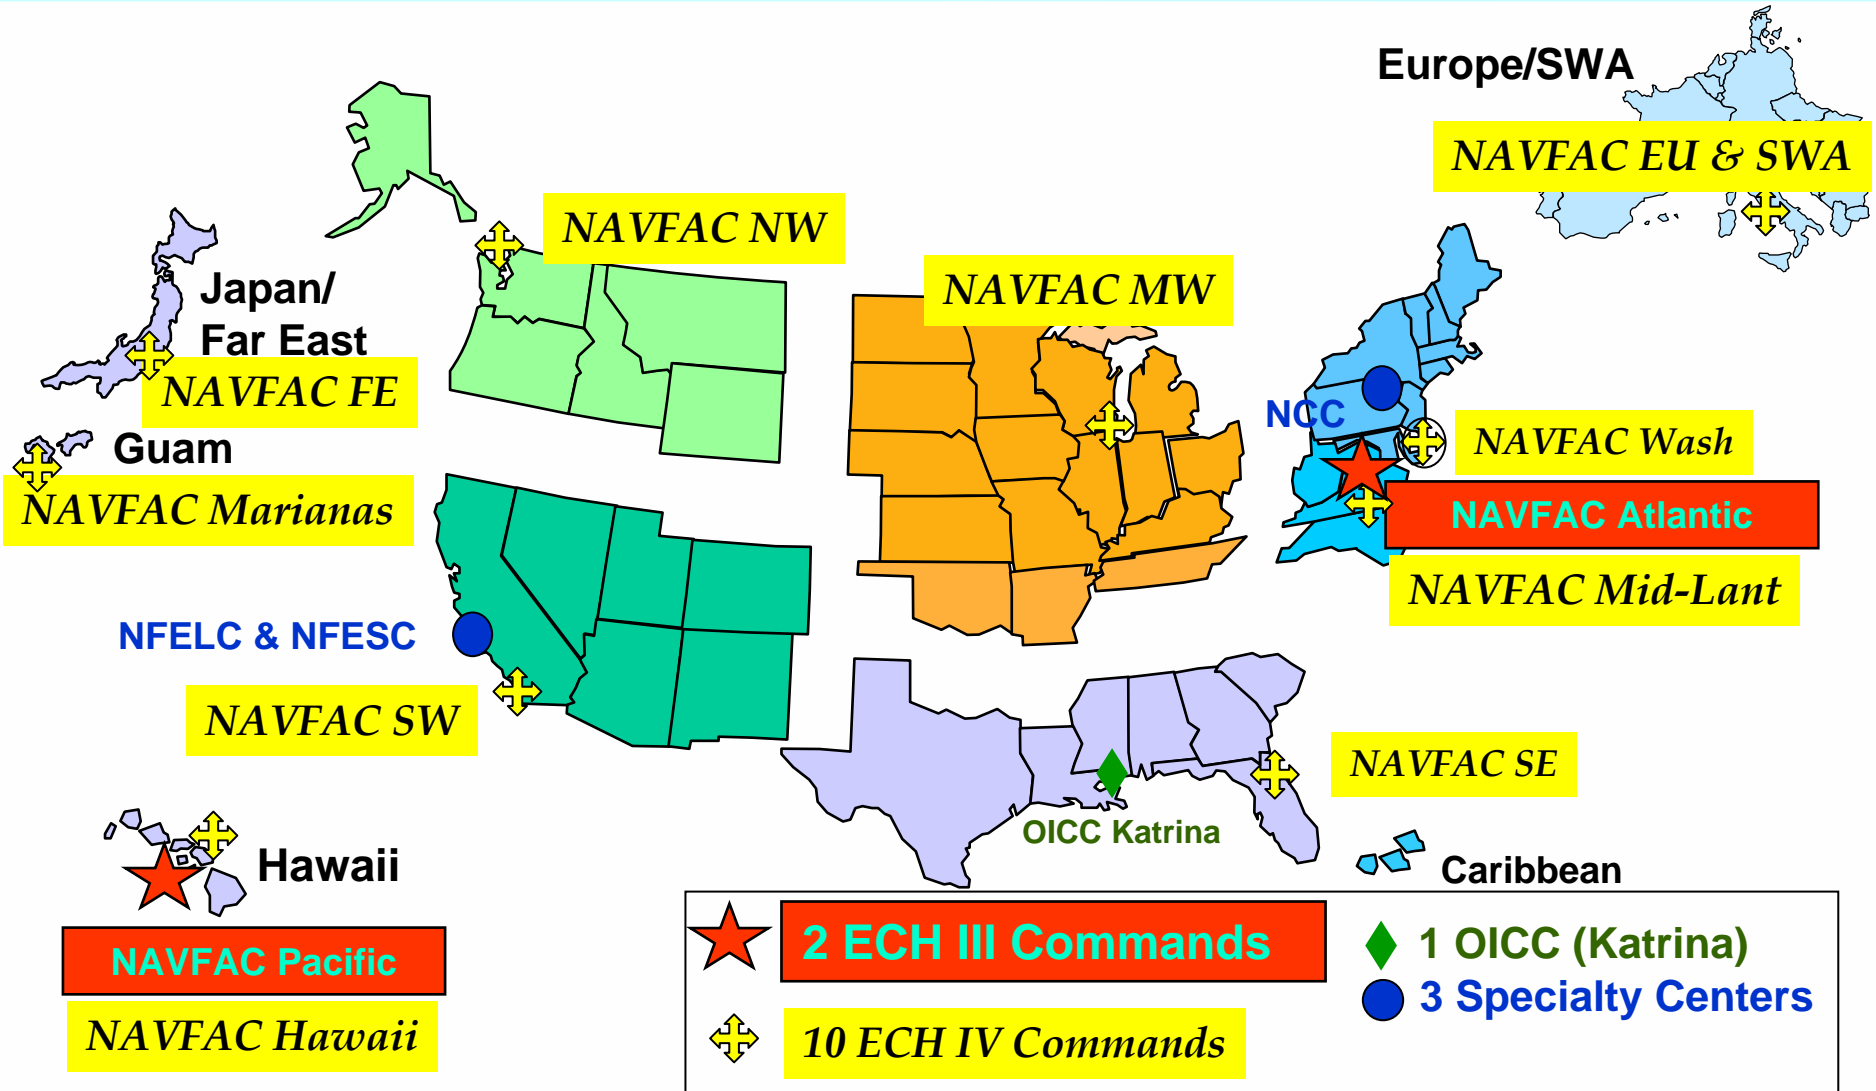 Europe/SWA
NAVFAC EU & SWA
NAVFAC NW
NAVFAC MW
Japan/
Far East
NAVFAC FE
Guam
NAVFAC Marianas
NCC
NAVFAC Wash
NAVFAC Atlantic
NAVFAC Mid-Lant
NFELC & NFESC
NAVFAC SW
NAVFAC SE
OICC Katrina
Hawaii
Caribbean
NAVFAC Pacific
NAVFAC Hawaii
2 ECH III Commands
10 ECH IV Commands
1 OICC (Katrina)
3 Specialty Centers